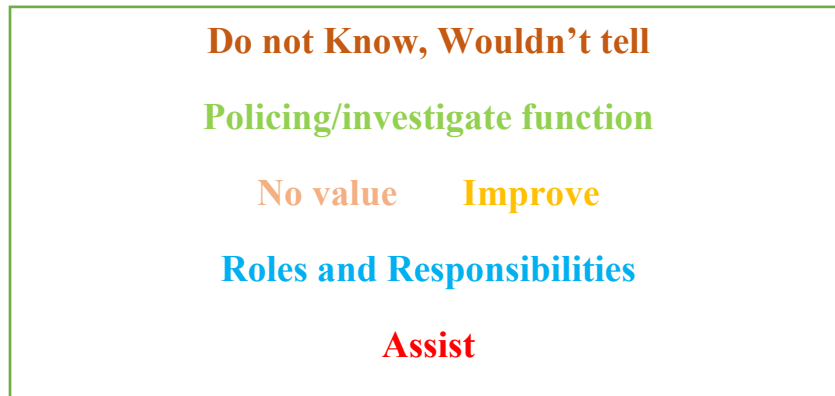 Do not Know, Wouldn’t tell
Policing/investigate function
No value Improve
Roles and Responsibilities
Assist